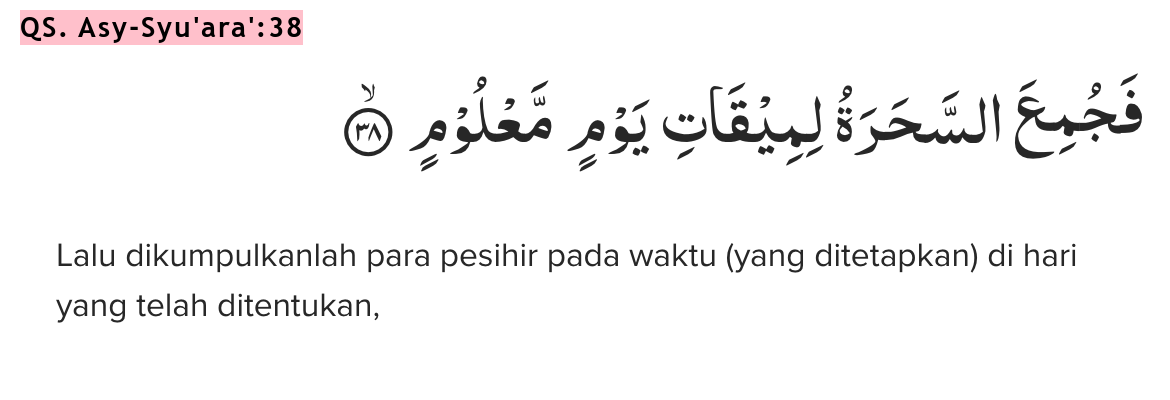 QS. Asy-Syu'ara':38
فَجُمِعَ السَّحَرَةُ لِمِيْقَاتِ يَوْمٍ مَّعْلُوْمٍ ۙ ٣٨
Lalu dikumpulkanlah para pesihir pada waktu (yang ditetapkan) di hari
yang telah ditentukan,